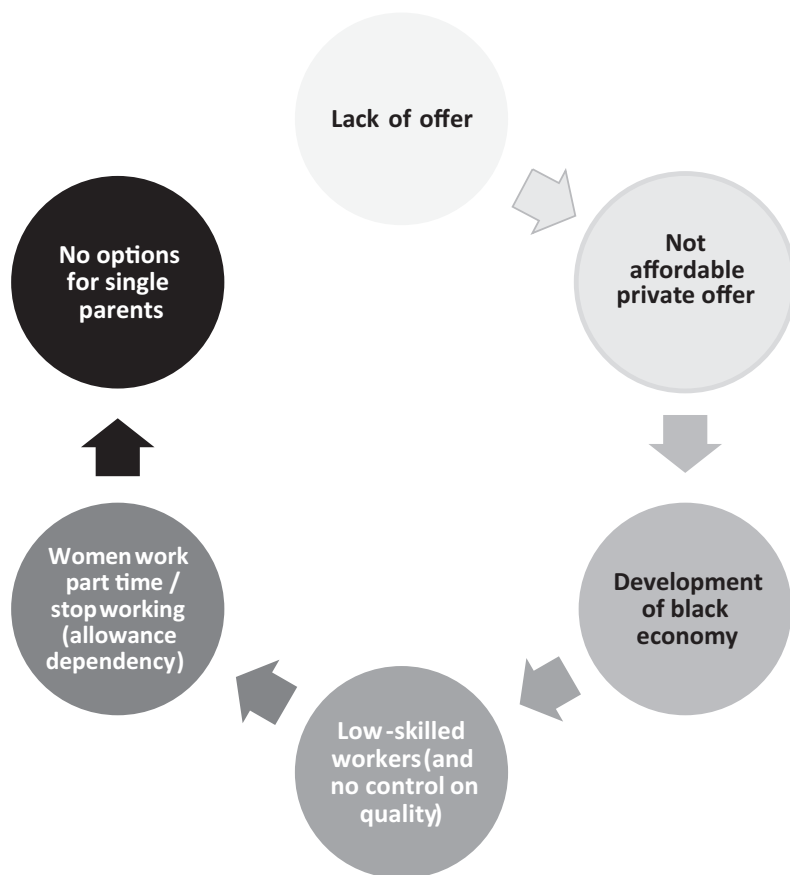 Lack of offer
Not
affordable
private offer
Development
of black
economy
Low-skilled
workers (and
no control on
quality)
Women work
part time /
stop working
(allowance
dependency)
No options
for single
parents